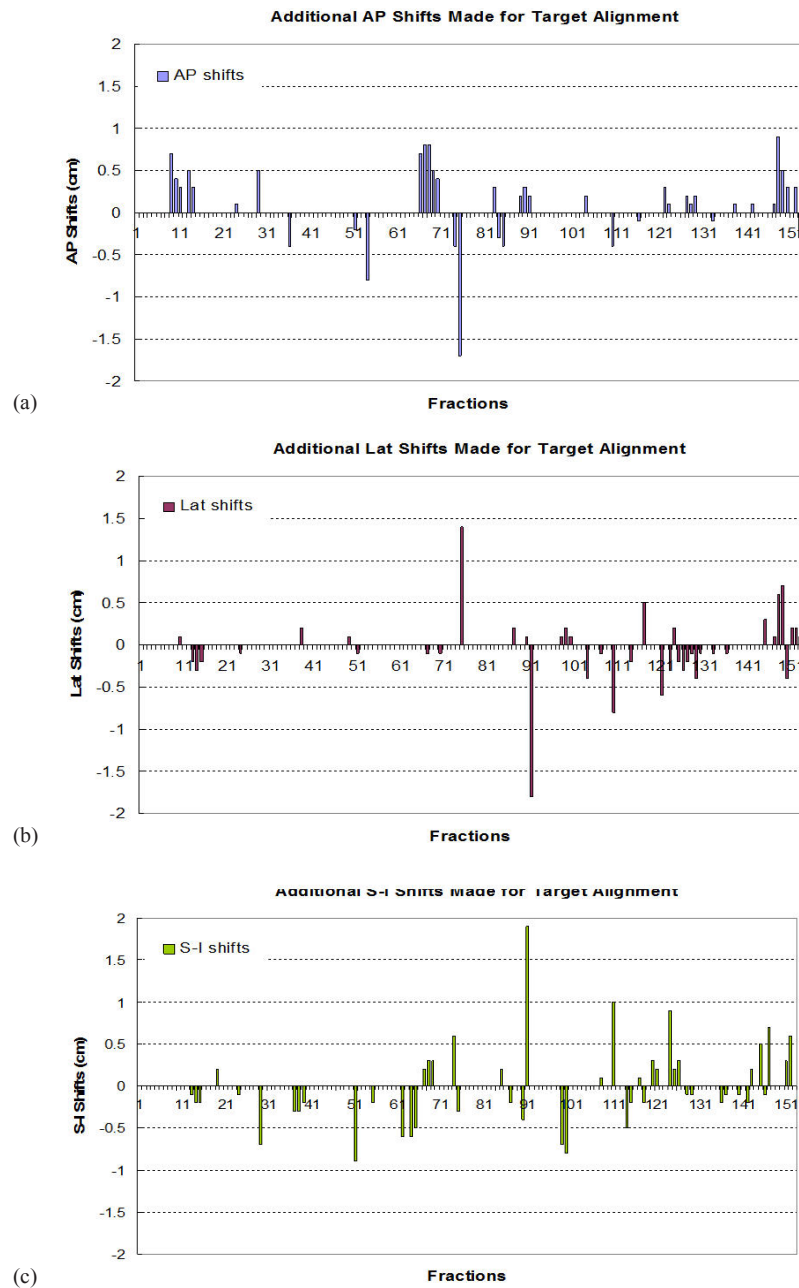 Additional AP Shifts Made for Target Alignment
2
1.5
AP shifts
1
0.5
0
1 11 21 31 41 51 61 71 81 91 101 111 121 131 141 151
-0.5
-1
-1.5
-2
AP Shifts (cm)
(a)
Fractions
Additional Lat Shifts Made for Target Alignment
2
1.5
Lat shifts
1
0.5
0
1 11 21 31 41 51 61 71 81 91 101 111 121 131 141 151
-0.5
-1
-1.5
-2
Lat Shifts (cm)
(b)
Fractions
Additional S-I Shifts Made for Target Alignment
2
S-I shifts
1.5
1
0.5
0
1 11 21 31 41 51 61 71 81 91 101 111 121 131 141 151
-0.5
-1
-1.5
-2
S-I Shifts (cm)
(c)
Fractions